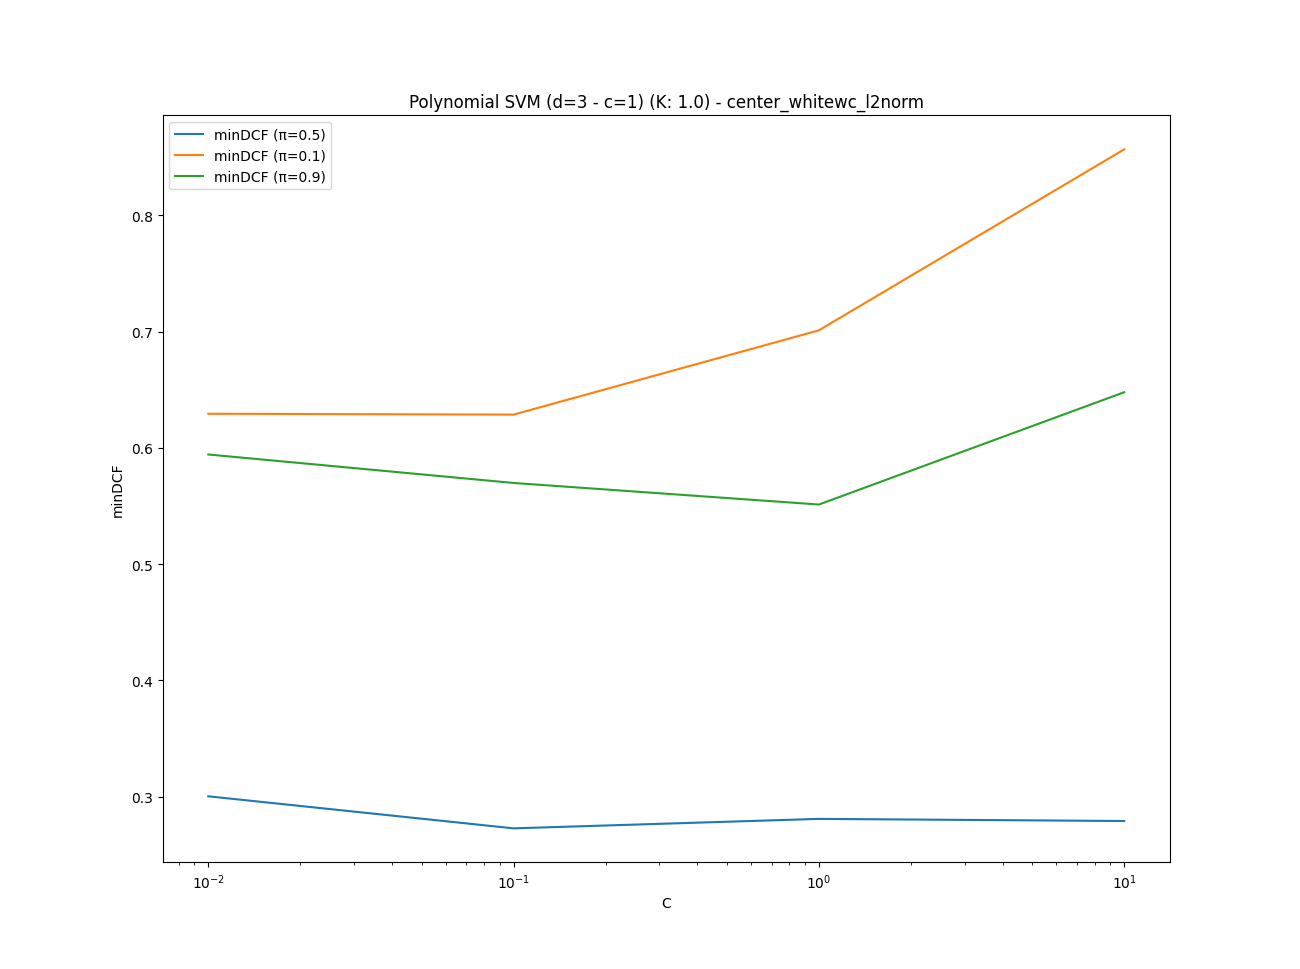 Polynomial SVM (d=3 - c=1) (K: 1.0) - center_whitewc_l2norm
minDCF (π=0.5)
minDCF (π=0.1)
minDCF (π=0.9)
0.8
0.7
0.6
0.5
0.4
0.3
minDCF
10⁻²
10⁻¹
10⁰
10¹
C